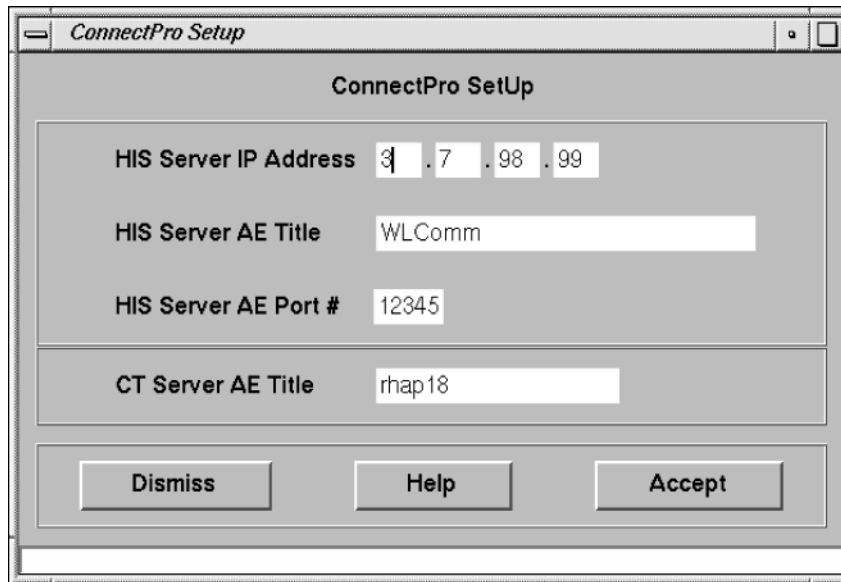 ConnectPro Setup
ConnectPro SetUp
HIS Server IP Address 3 . 7 . 98 . 99
HIS Server AE Title WLComm
HIS Server AE Port # 12345
CT Server AE Title rhap18
Dismiss Help Accept